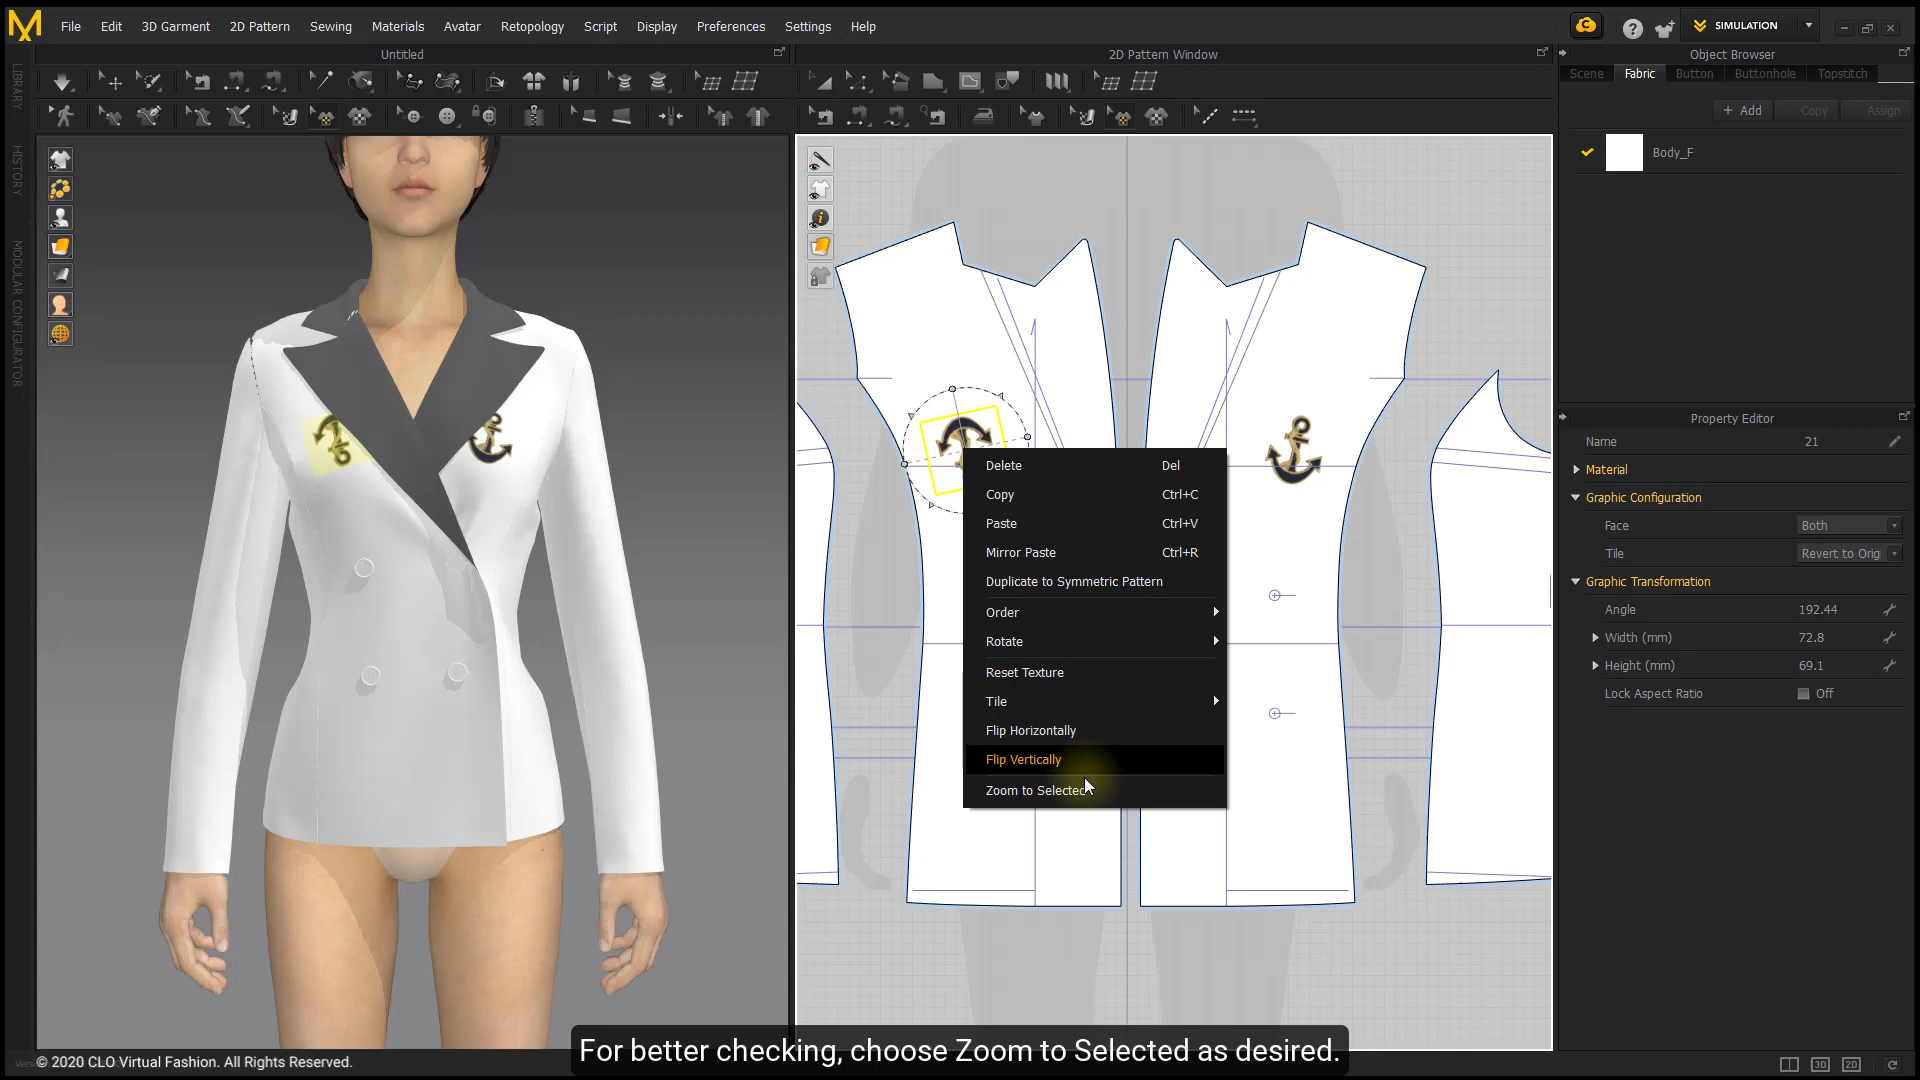 File Edit 3D Garment 2D Pattern Sewing Materials Avatar Retopology Script Display Preferences Settings Help
SIMULATION
Untitled
2D Pattern Window
Object Browser
Scene Fabric Button Buttonhole Topstitch
+ Add Copy Assign
Body_F
LIBRARY
HISTORY
MODULAR CONFIGURATOR
Delete Del
Copy Ctrl+C
Paste Ctrl+V
Mirror Paste Ctrl+R
Duplicate to Symmetric Pattern
Order
Rotate
Reset Texture
Tile
Flip Horizontally
Flip Vertically
Zoom to Selected
Property Editor
Name 21
Material
Graphic Configuration
Face Both
Tile Revert to Orig
Graphic Transformation
Angle 192.44
Width (mm) 72.8
Height (mm) 69.1
Lock Aspect Ratio Off
For better checking, choose Zoom to Selected as desired.
© 2020 CLO Virtual Fashion. All Rights Reserved.
3D 2D